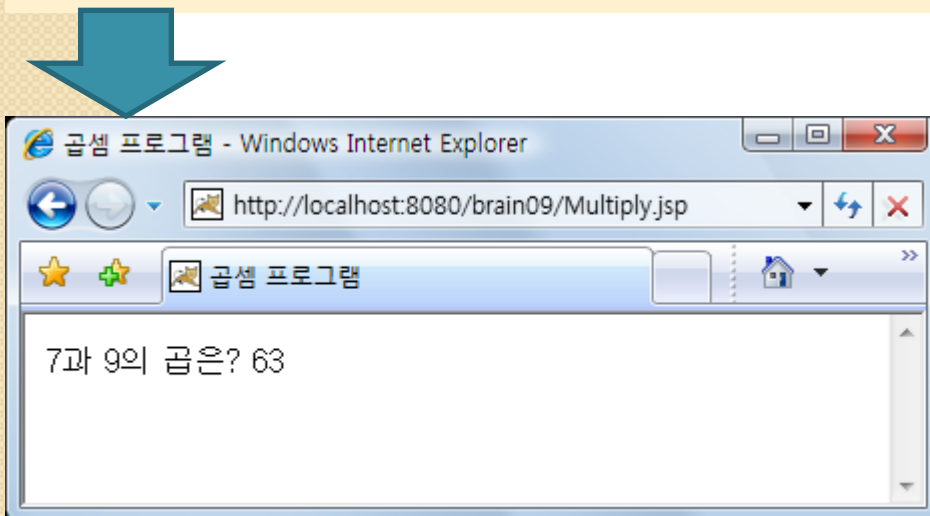 곱셈 프로그램 - Windows Internet Explorer
http://localhost:8080/brain09/Multiply.jsp
곱셈 프로그램
7과 9의 곱은? 63